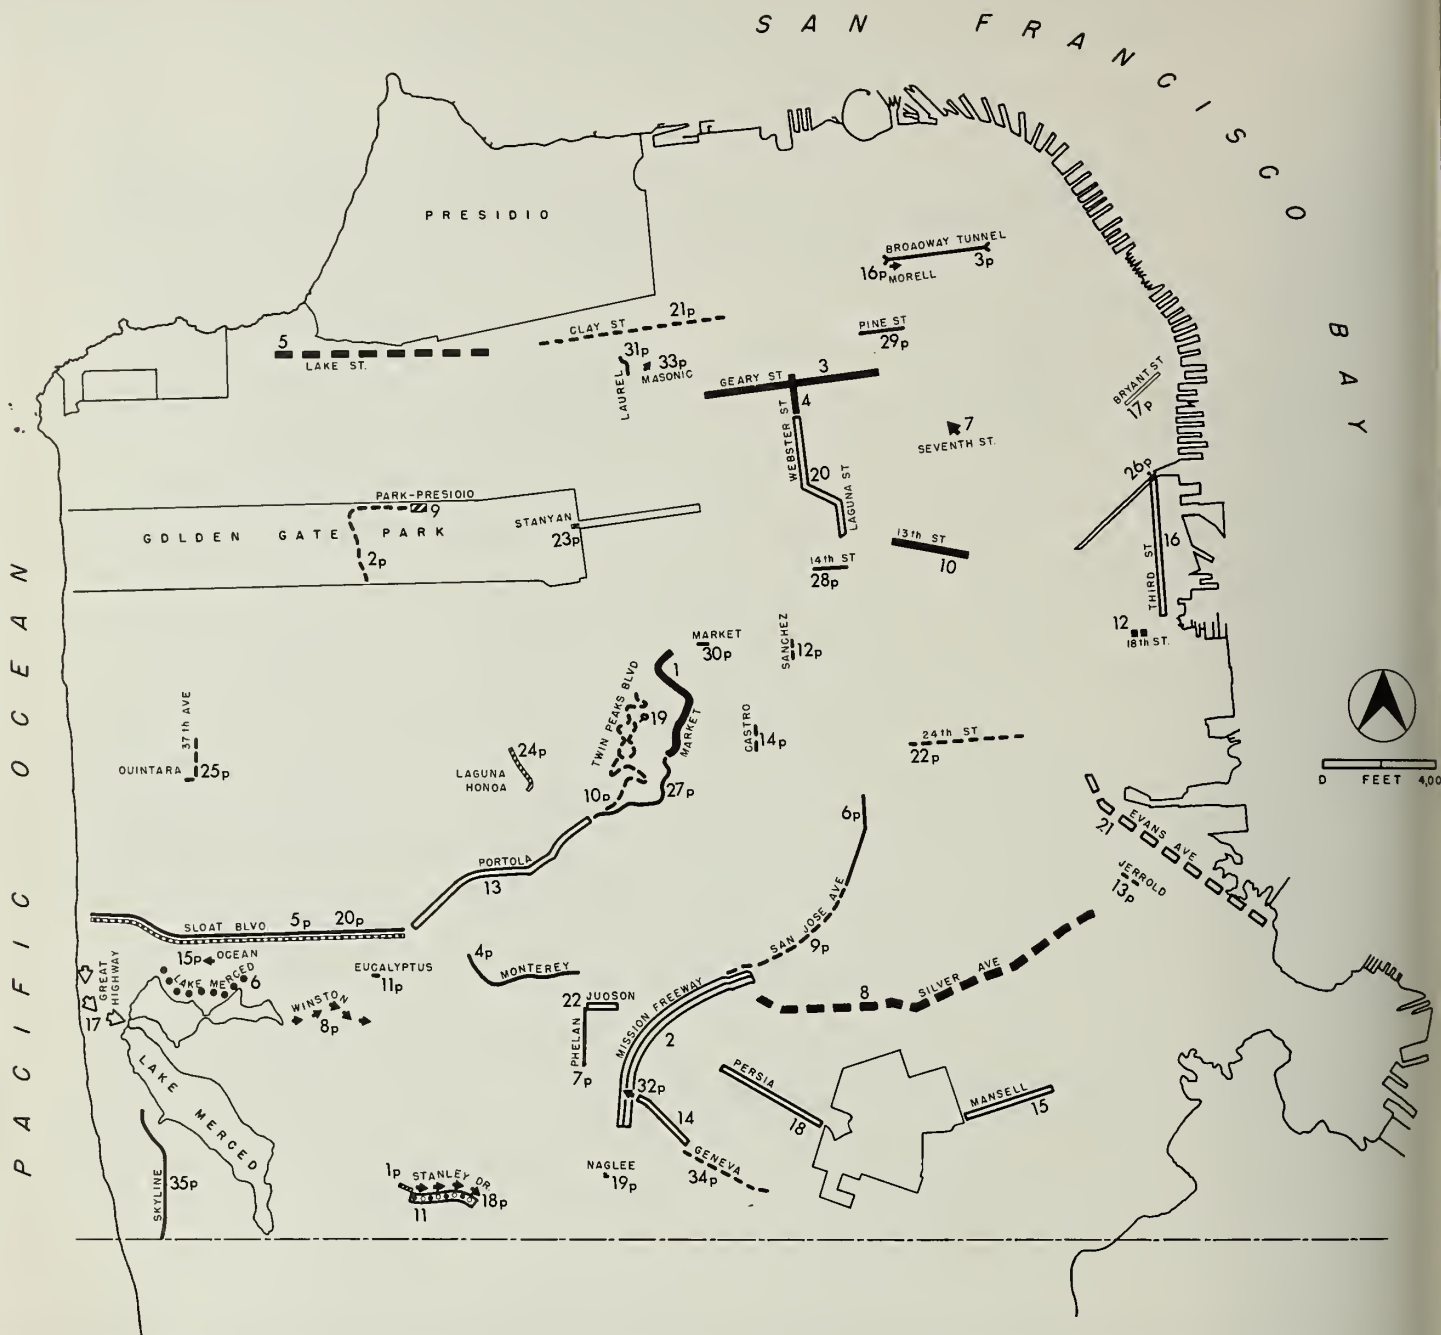 SAN FRANCISCO BAY
PRESIDIO
BROADWAY TUNNEL
16p
MORELL
3p
21p
CLAY ST
PINE ST
29p
5
LAKE ST.
31p
33p
MASONIC
LAUREL
GEARY ST
3
4
WEBSTER ST
BRYANT ST
17p
7
SEVENTH ST.
20
LAGUNA ST
26p
PARK-PRESIDIO
9
GOLDEN GATE PARK
2p
STANYAN
23p
13th ST
10
14th ST
28p
THIRD ST
16
12
18th ST.
PACIFIC OCEAN
MARKET
30p
SANCHEZ
12p
1
TWIN PEAKS BLVD
19
MARKET
CASTRO
14p
24th ST
22p
37th AVE
QUINTARA
25p
24p
LAGUNA
HONDA
10p
27p
0 FEET 4,00
6p
21
EVANS AVE
JERROLD
13p
PORTOLA
13
SLOAT BLVD.
5p
20p
15p
OCEAN
LAKE MERCED
6
GREAT
HIGHWAY
17
WINSTON
8p
EUCALYPTUS
11p
4p
MONTEREY
SAN JOSE AVE
9p
8
SILVER AVE
22
JUDSON
PHELAN
7p
MISSION FREEWAY
2
32p
14
PERSIA
18
MANSELL
15
LAKE MERCED
SKYLINE
35p
1p
STANLEY DR.
11
18p
NAGLEE
19p
GENEVA
34p